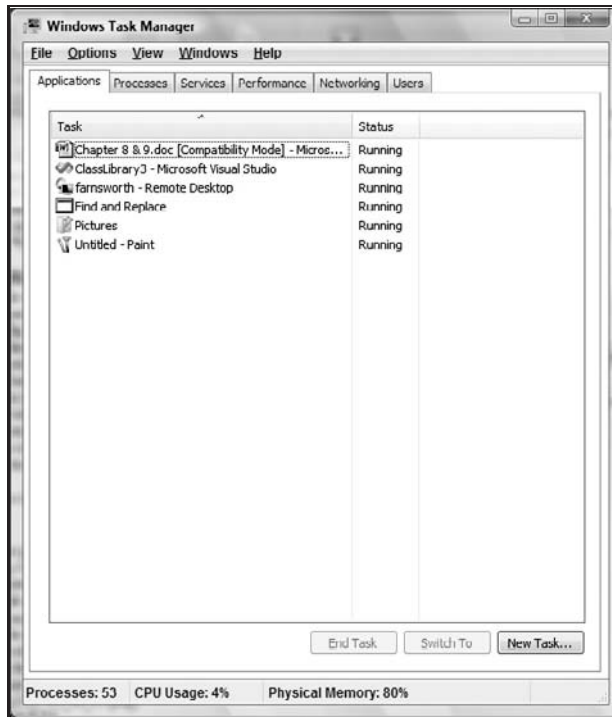 Windows Task Manager
File Options View Windows Help
Applications Processes Services Performance Networking Users
Task Status
Chapter 8 & 9.doc [Compatibility Mode] - Micros... Running
ClassLibrary3 - Microsoft Visual Studio Running
farnsworth - Remote Desktop Running
Find and Replace Running
Pictures Running
Untitled - Paint Running
End Task Switch To New Task...
Processes: 53 CPU Usage: 4% Physical Memory: 80%